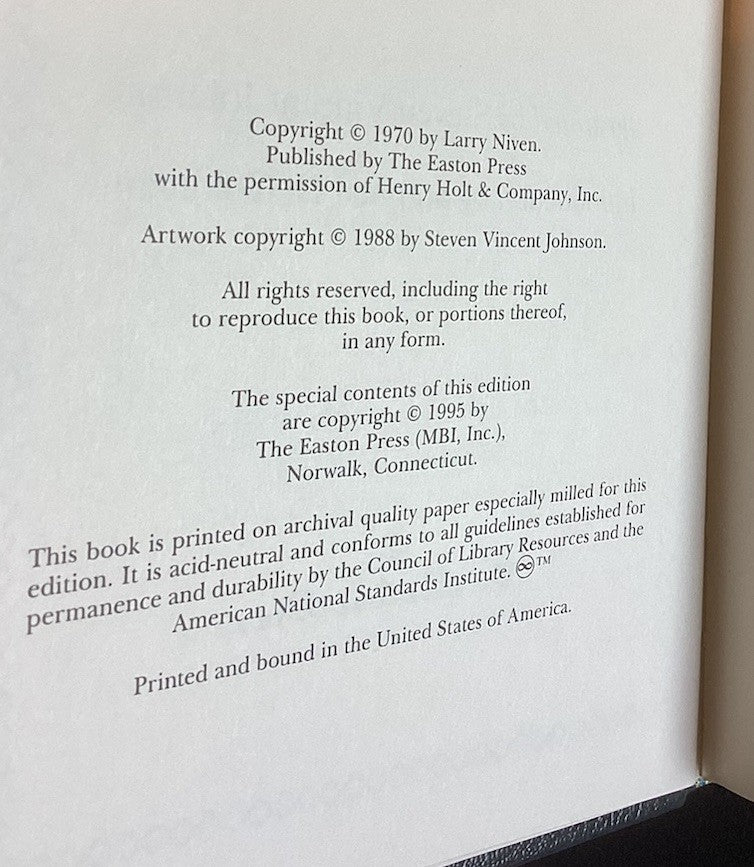 Copyright © 1970 by Larry Niven.
Published by The Easton Press
with the permission of Henry Holt & Company, Inc.
Artwork copyright © 1988 by Steven Vincent Johnson.
All rights reserved, including the right
to reproduce this book, or portions thereof,
in any form.
The special contents of this edition
are copyright © 1995 by
The Easton Press (MBI, Inc.),
Norwalk, Connecticut.
This book is printed on archival quality paper especially milled for this
edition. It is acid-neutral and conforms to all guidelines established for
permanence and durability by the Council of Library Resources and the
American National Standards Institute. ♾™
Printed and bound in the United States of America.